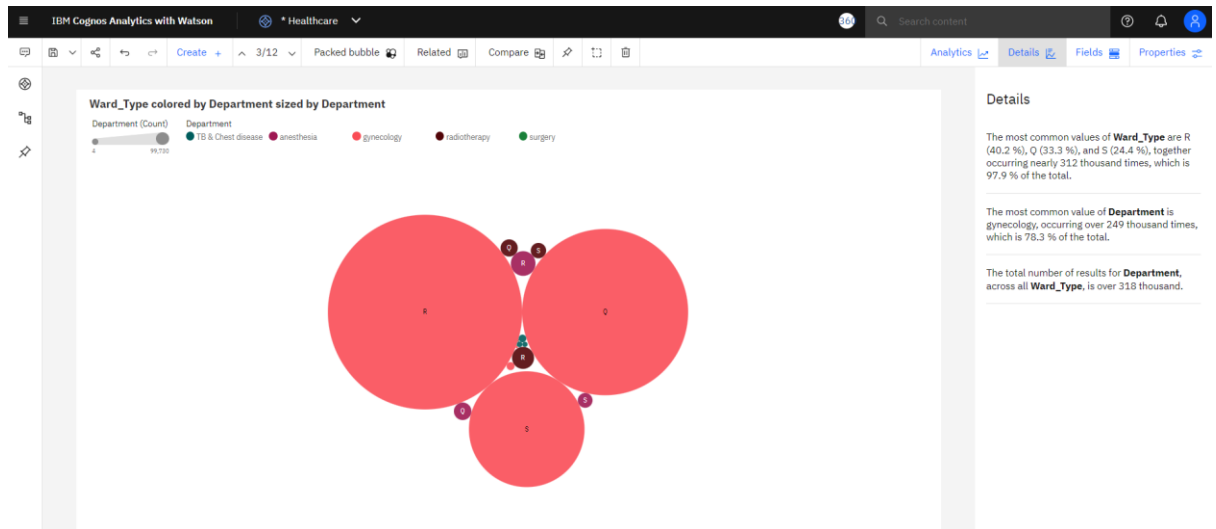 IBM Cognos Analytics with Watson
* Healthcare
360
Search content
Create +
3/12
Packed bubble
Related
Compare
Analytics
Details
Fields
Properties
Ward_Type colored by Department sized by Department
Department (Count)
4
99,730
Department
TB & Chest disease
anesthesia
gynecology
radiotherapy
surgery
Q
S
R
R
Q
R
Q
S
S
Details
The most common values of Ward_Type are R
(40.2 %), Q (33.3 %), and S (24.4 %), together
occurring nearly 312 thousand times, which is
97.9 % of the total.
The most common value of Department is
gynecology, occurring over 249 thousand times,
which is 78.3 % of the total.
The total number of results for Department,
across all Ward_Type, is over 318 thousand.